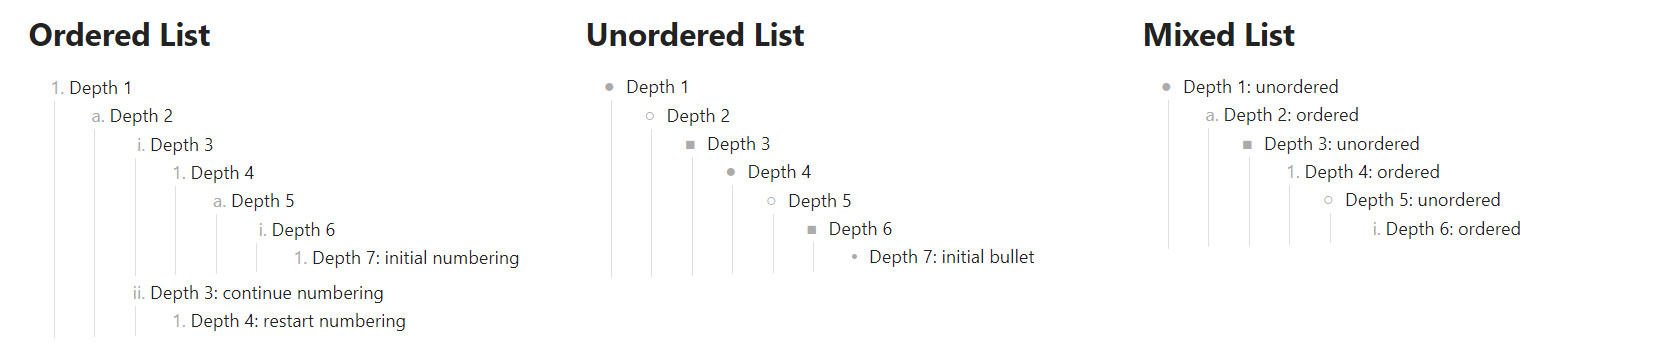 Ordered List
1. Depth 1
a. Depth 2
i. Depth 3
1. Depth 4
a. Depth 5
i. Depth 6
1. Depth 7: initial numbering
ii. Depth 3: continue numbering
1. Depth 4: restart numbering
Unordered List
● Depth 1
○ Depth 2
■ Depth 3
● Depth 4
○ Depth 5
■ Depth 6
• Depth 7: initial bullet
Mixed List
● Depth 1: unordered
a. Depth 2: ordered
■ Depth 3: unordered
1. Depth 4: ordered
○ Depth 5: unordered
i. Depth 6: ordered